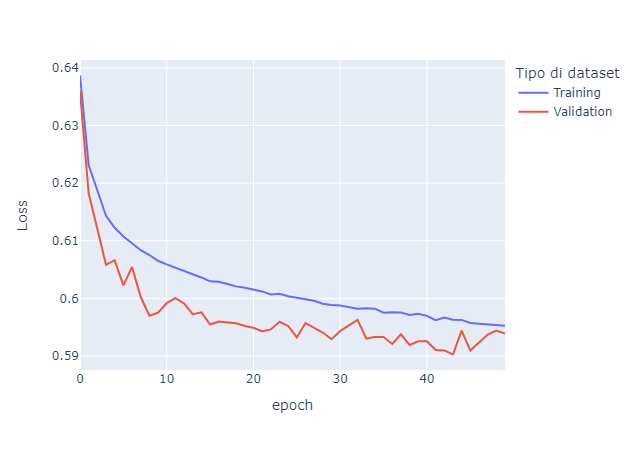 Tipo di dataset
Training
Validation
Loss
0.64
0.63
0.62
0.61
0.6
0.59
0 10 20 30 40
epoch